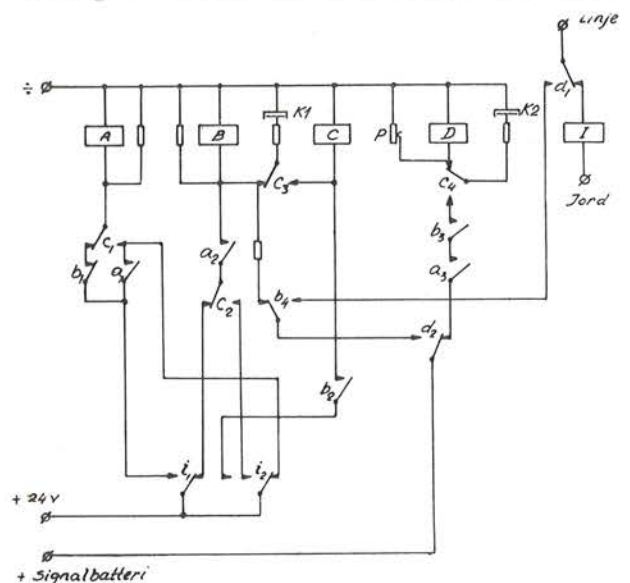 Linje
÷
A
B
K1
C
P
D
K2
d1
I
c3
c4
Jord
c1
b3
b1
a1
a2
a3
c2
b4
d2
b2
i1
i2
+ 24 V
+ Signalbatteri